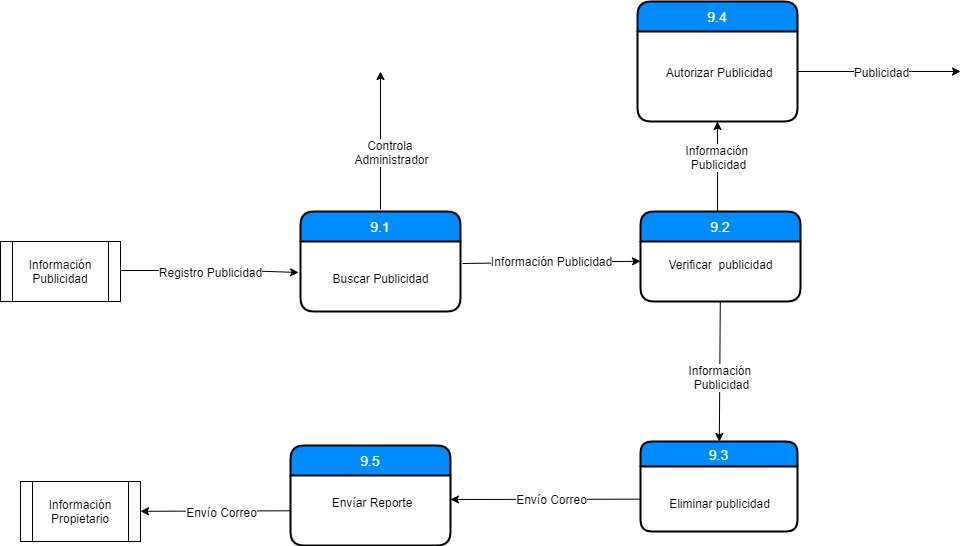 9.4
Autorizar Publicidad
Publicidad
Controla
Administrador
Información
Publicidad
9.1
Buscar Publicidad
9.2
Verificar publicidad
Información
Publicidad
Registro Publicidad
Información Publicidad
Información
Publicidad
9.3
Eliminar publicidad
9.5
Envíar Reporte
Envío Correo
Envío Correo
Información
Propietario